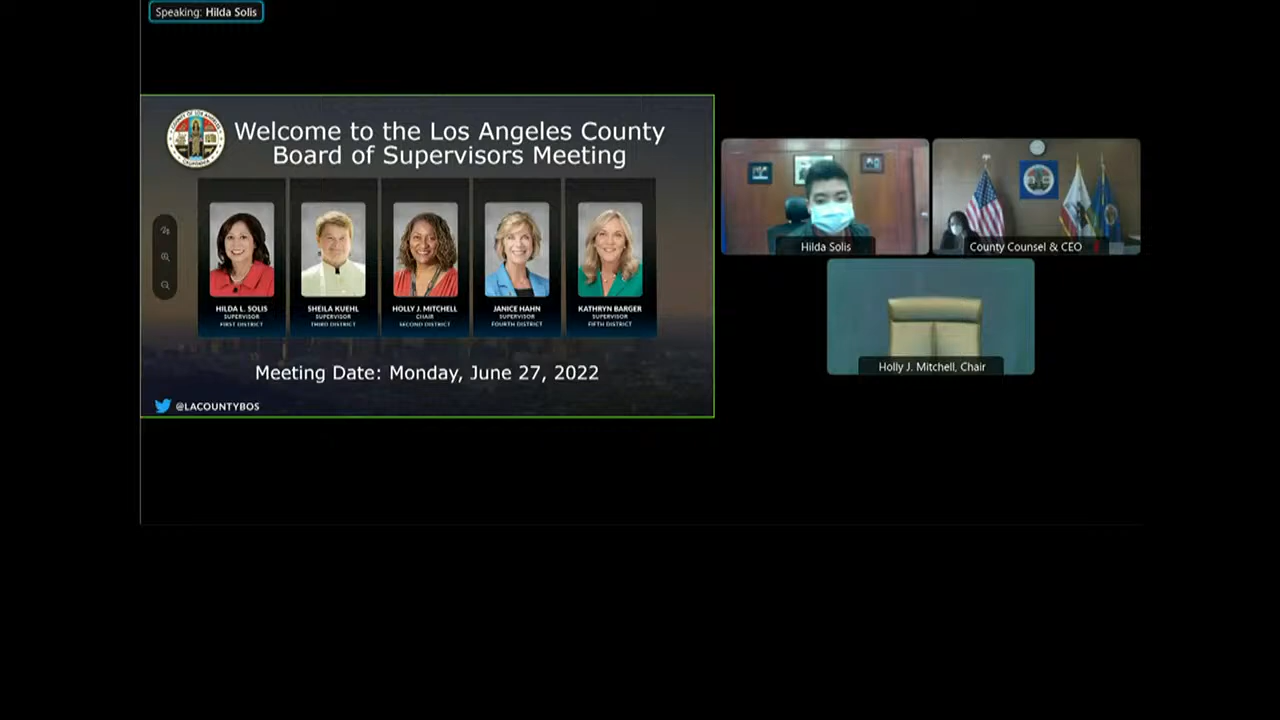 Speaking: Hilda Solis
Welcome to the Los Angeles County
Board of Supervisors Meeting
HILDA L. SOLIS
SUPERVISOR
FIRST DISTRICT
SHEILA KUEHL
SUPERVISOR
THIRD DISTRICT
HOLLY J. MITCHELL
CHAIR
SECOND DISTRICT
JANICE HAHN
SUPERVISOR
FOURTH DISTRICT
KATHRYN BARGER
SUPERVISOR
FIFTH DISTRICT
Meeting Date: Monday, June 27, 2022
@LACOUNTYBOS
Hilda Solis
County Counsel & CEO
Holly J. Mitchell, Chair